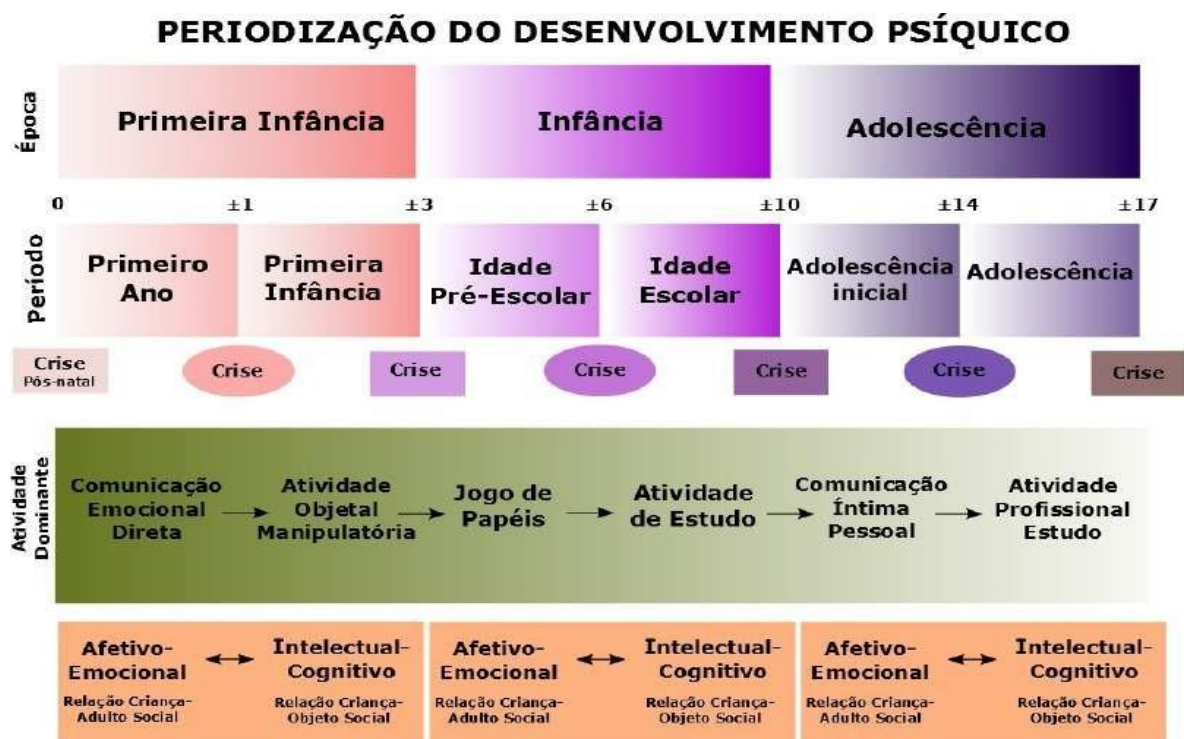 PERIODIZAÇÃO DO DESENVOLVIMENTO PSÍQUICO
Época
Primeira Infância
Infância
Adolescência
0
±1
±3
±6
±10
±14
±17
Período
Primeiro
Ano
Primeira
Infância
Idade
Pré-Escolar
Idade
Escolar
Adolescência
inicial
Adolescência
Crise
Pós-natal
Crise
Crise
Crise
Crise
Crise
Crise
Atividade
Dominante
Comunicação
Emocional
Direta
Atividade
Objetal
Manipulatória
Jogo de
Papéis
Atividade
de Estudo
Comunicação
Íntima
Pessoal
Atividade
Profissional
Estudo
Afetivo-
Emocional
Relação Criança-
Adulto Social
Intelectual-
Cognitivo
Relação Criança-
Objeto Social
Afetivo-
Emocional
Relação Criança-
Adulto Social
Intelectual-
Cognitivo
Relação Criança-
Objeto Social
Afetivo-
Emocional
Relação Criança-
Adulto Social
Intelectual-
Cognitivo
Relação Criança-
Objeto Social